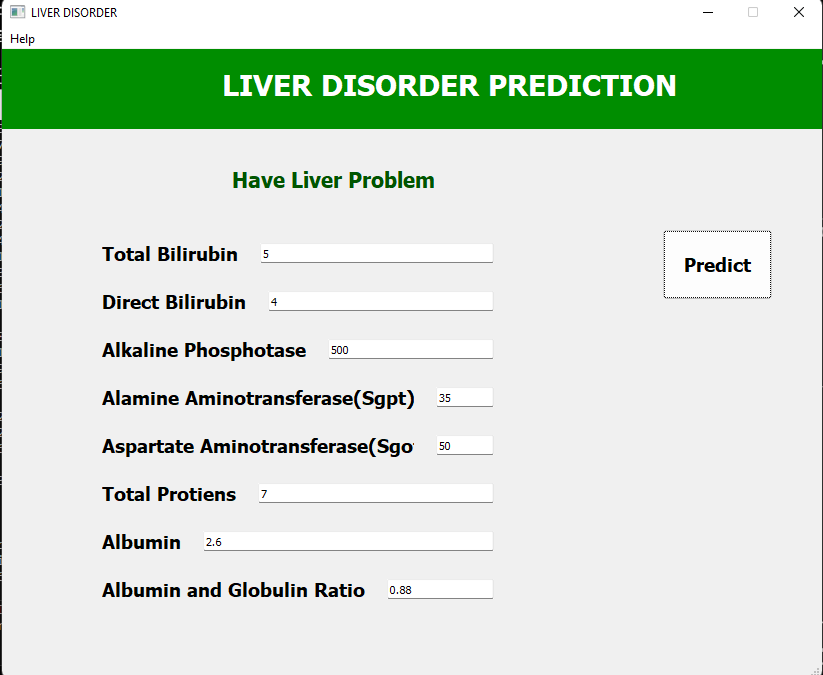 LIVER DISORDER
Help
LIVER DISORDER PREDICTION
Have Liver Problem
Total Bilirubin 5
Predict
Direct Bilirubin 4
Alkaline Phosphotase 500
Alamine Aminotransferase(Sgpt) 35
Aspartate Aminotransferase(Sgo 50
Total Protiens 7
Albumin 2.6
Albumin and Globulin Ratio 0.88